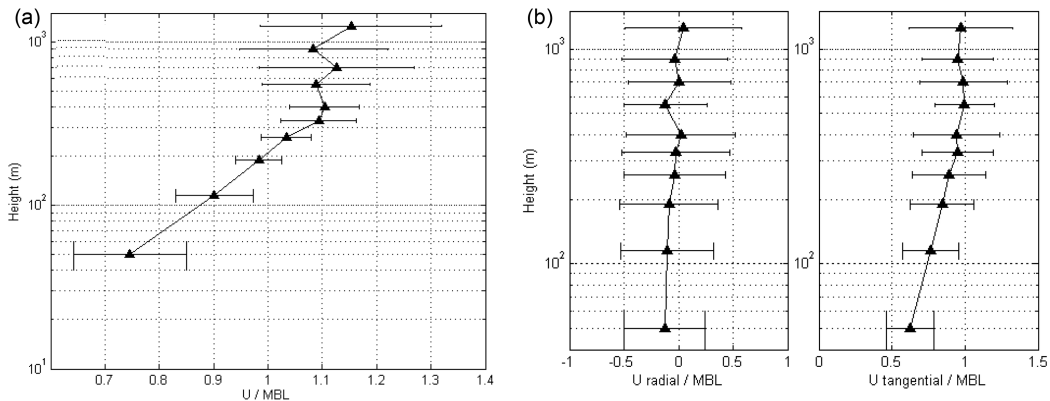 (a)
10³
10²
10¹
Height (m)
0.7 0.8 0.9 1 1.1 1.2 1.3 1.4
U / MBL
(b)
10³
10²
Height (m)
-1 -0.5 0 0.5 1
U radial / MBL
10³
10²
Height (m)
0 0.5 1 1.5
U tangential / MBL